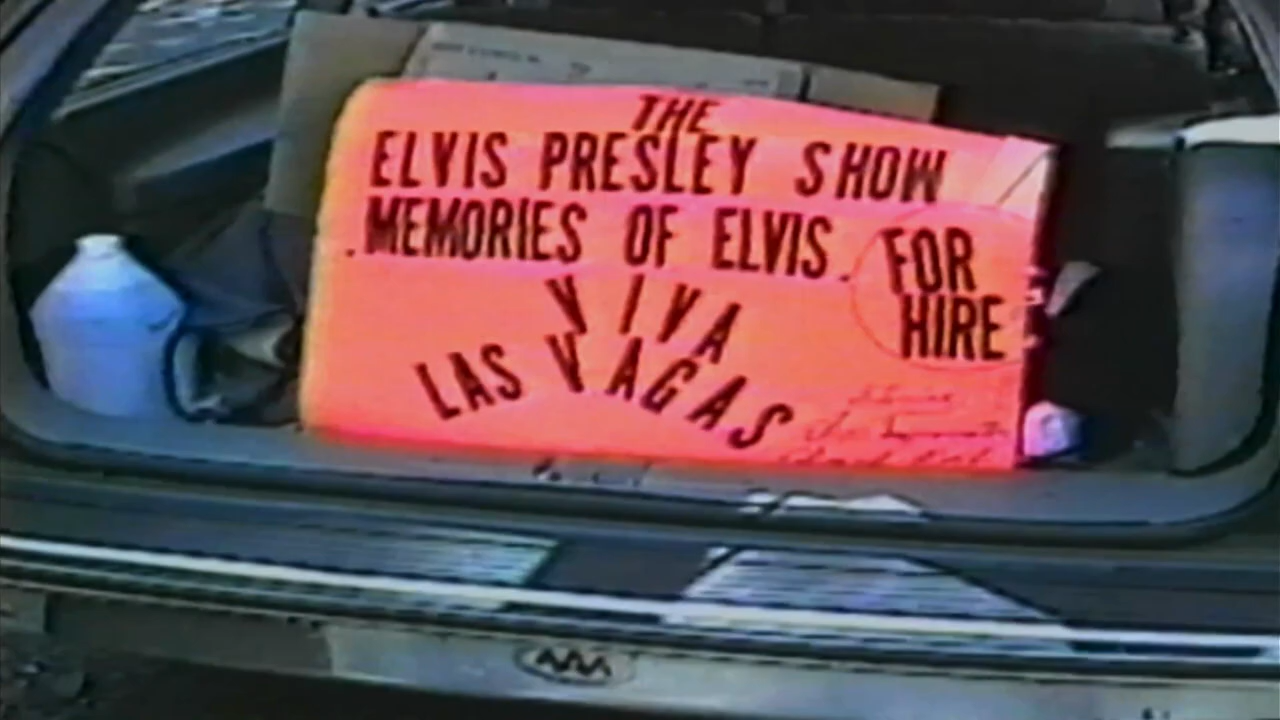 THE
ELVIS PRESLEY SHOW
.MEMORIES OF ELVIS.
FOR
HIRE
VIVA
LAS VAGAS